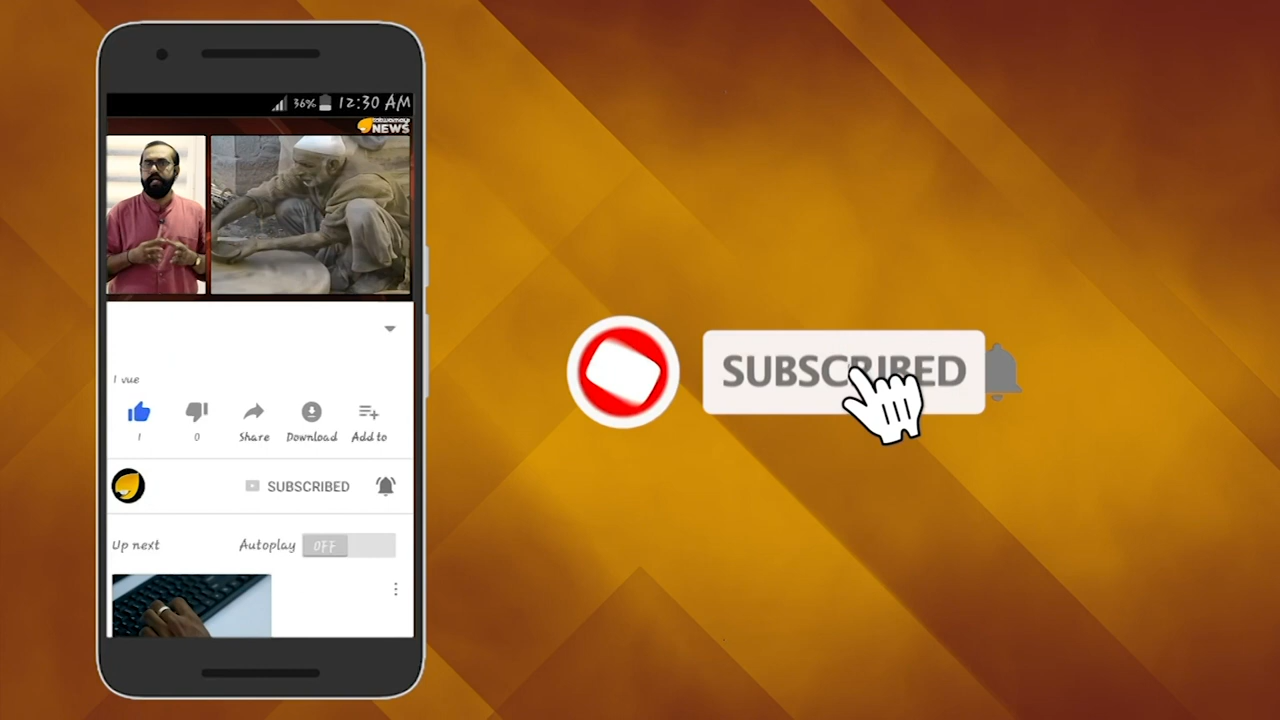 36% 12:30 AM
Tatwamayi
NEWS
1 vue
1
0
Share
Download
Add to
SUBSCRIBED
Up next
Autoplay
OFF
SUBSCRIBED